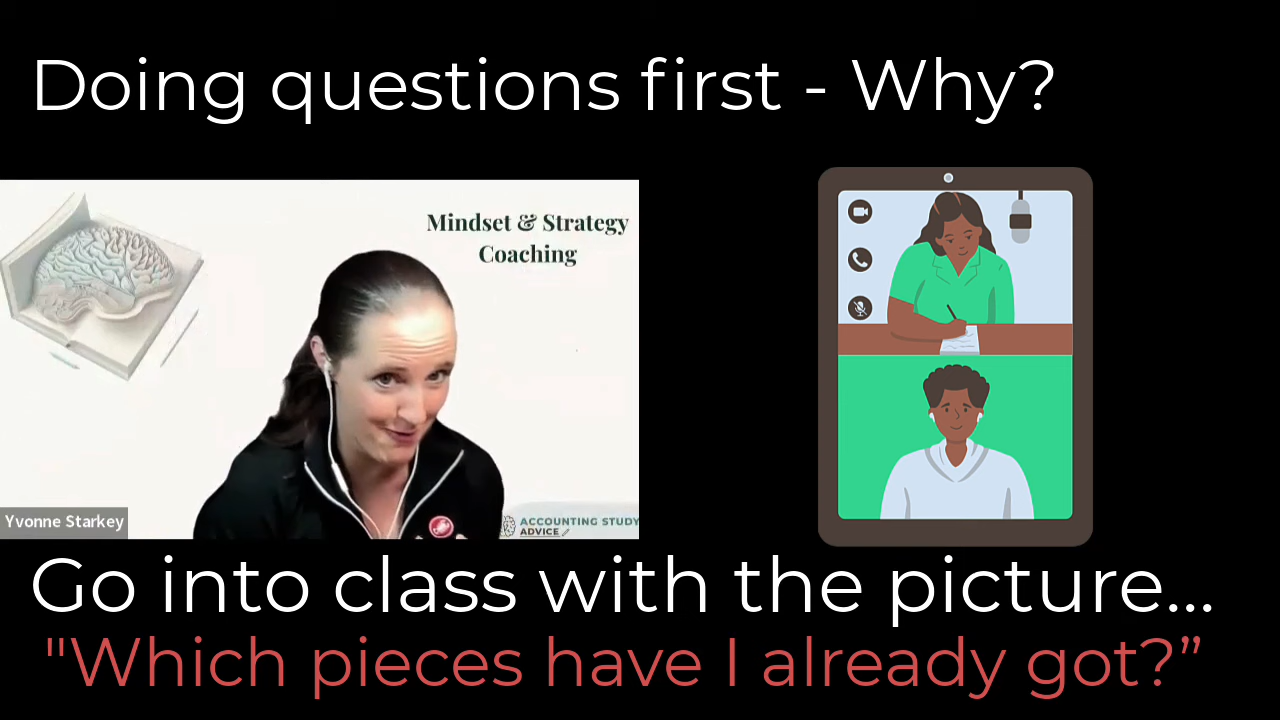 Doing questions first - Why?
Mindset & Strategy
Coaching
Yvonne Starkey
ACCOUNTING STUDY
ADVICE
Go into class with the picture...
"Which pieces have I already got?”